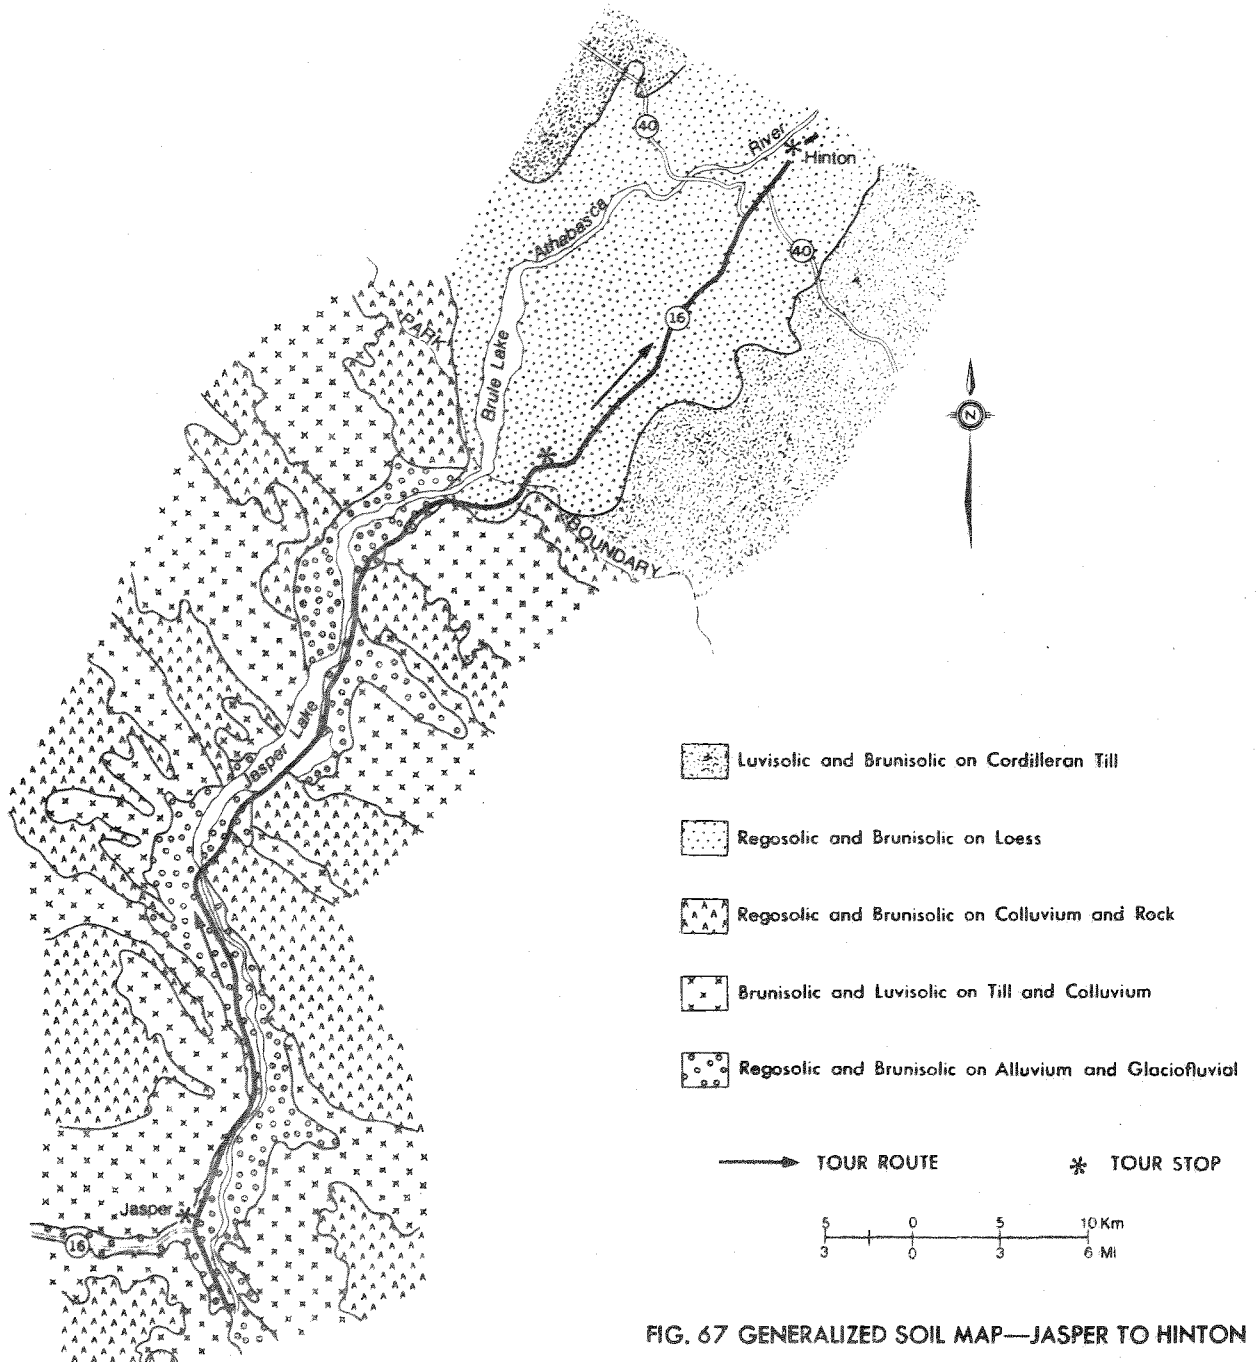 40
River
Hinton
Athabasca
40
16
PARK
Brule Lake
N
BOUNDARY
Jasper Lake
Luvisolic and Brunisolic on Cordilleran Till
Regosolic and Brunisolic on Loess
Regosolic and Brunisolic on Colluvium and Rock
Brunisolic and Luvisolic on Till and Colluvium
Regosolic and Brunisolic on Alluvium and Glaciofluvial
TOUR ROUTE
TOUR STOP
Jasper
16
5 0 5 10 Km
3 0 3 6 Mi
FIG. 67 GENERALIZED SOIL MAP—JASPER TO HINTON